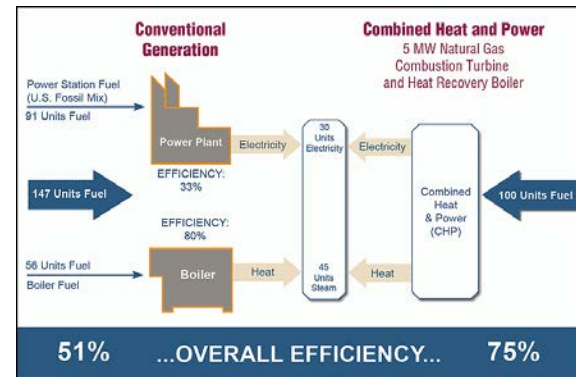 Conventional
Generation
Combined Heat and Power
5 MW Natural Gas
Combustion Turbine
and Heat Recovery Boiler
Power Station Fuel
(U.S. Fossil Mix)
91 Units Fuel
Power Plant
Electricity
30
Units
Electricity
Electricity
EFFICIENCY:
33%
147 Units Fuel
Combined
Heat
& Power
(CHP)
100 Units Fuel
EFFICIENCY:
80%
56 Units Fuel
Boiler Fuel
Boiler
Heat
45
Units
Steam
Heat
51% ...OVERALL EFFICIENCY... 75%